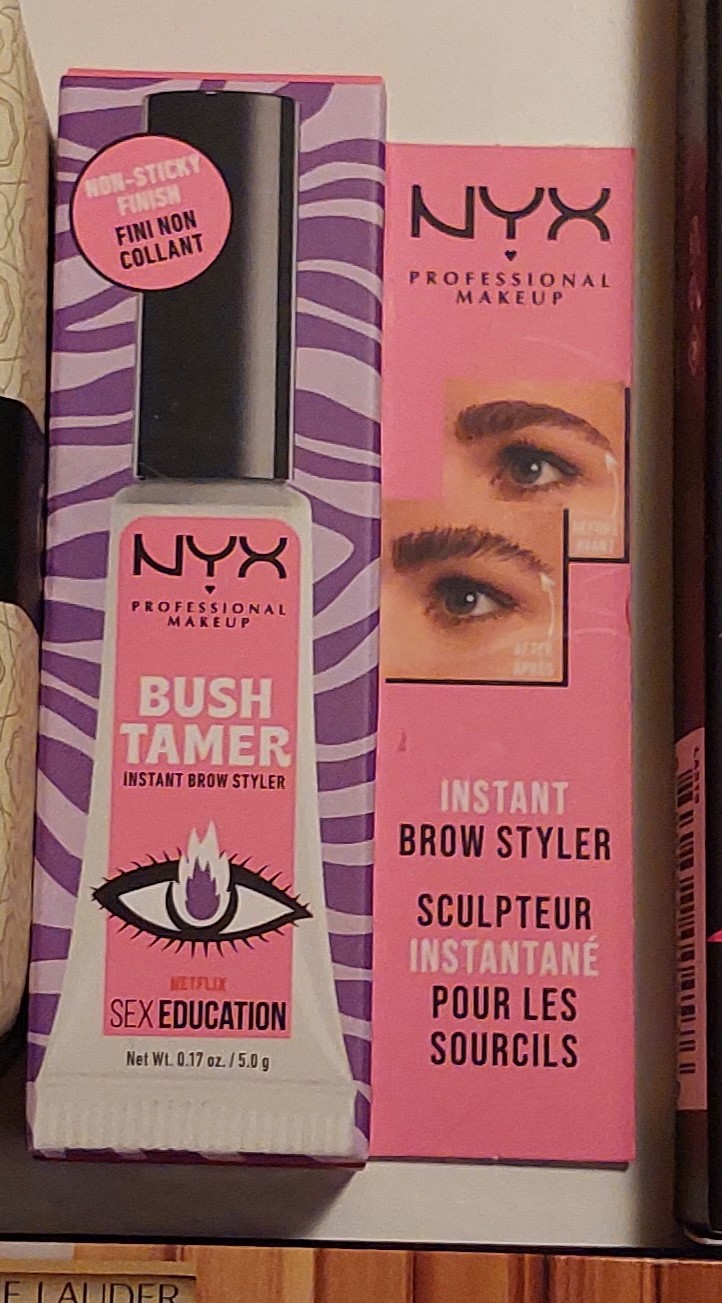 NON-STICKY
FINISH
FINI NON
COLLANT
NYX
PROFESSIONAL
MAKEUP
BUSH
TAMER
INSTANT BROW STYLER
NETFLIX
SEX EDUCATION
Net Wt. 0.17 oz. / 5.0 g
NYX
PROFESSIONAL
MAKEUP
BEFORE
AVANT
AFTER
APRÈS
INSTANT
BROW STYLER
SCULPTEUR
INSTANTANÉ
POUR LES
SOURCILS
LAUDER